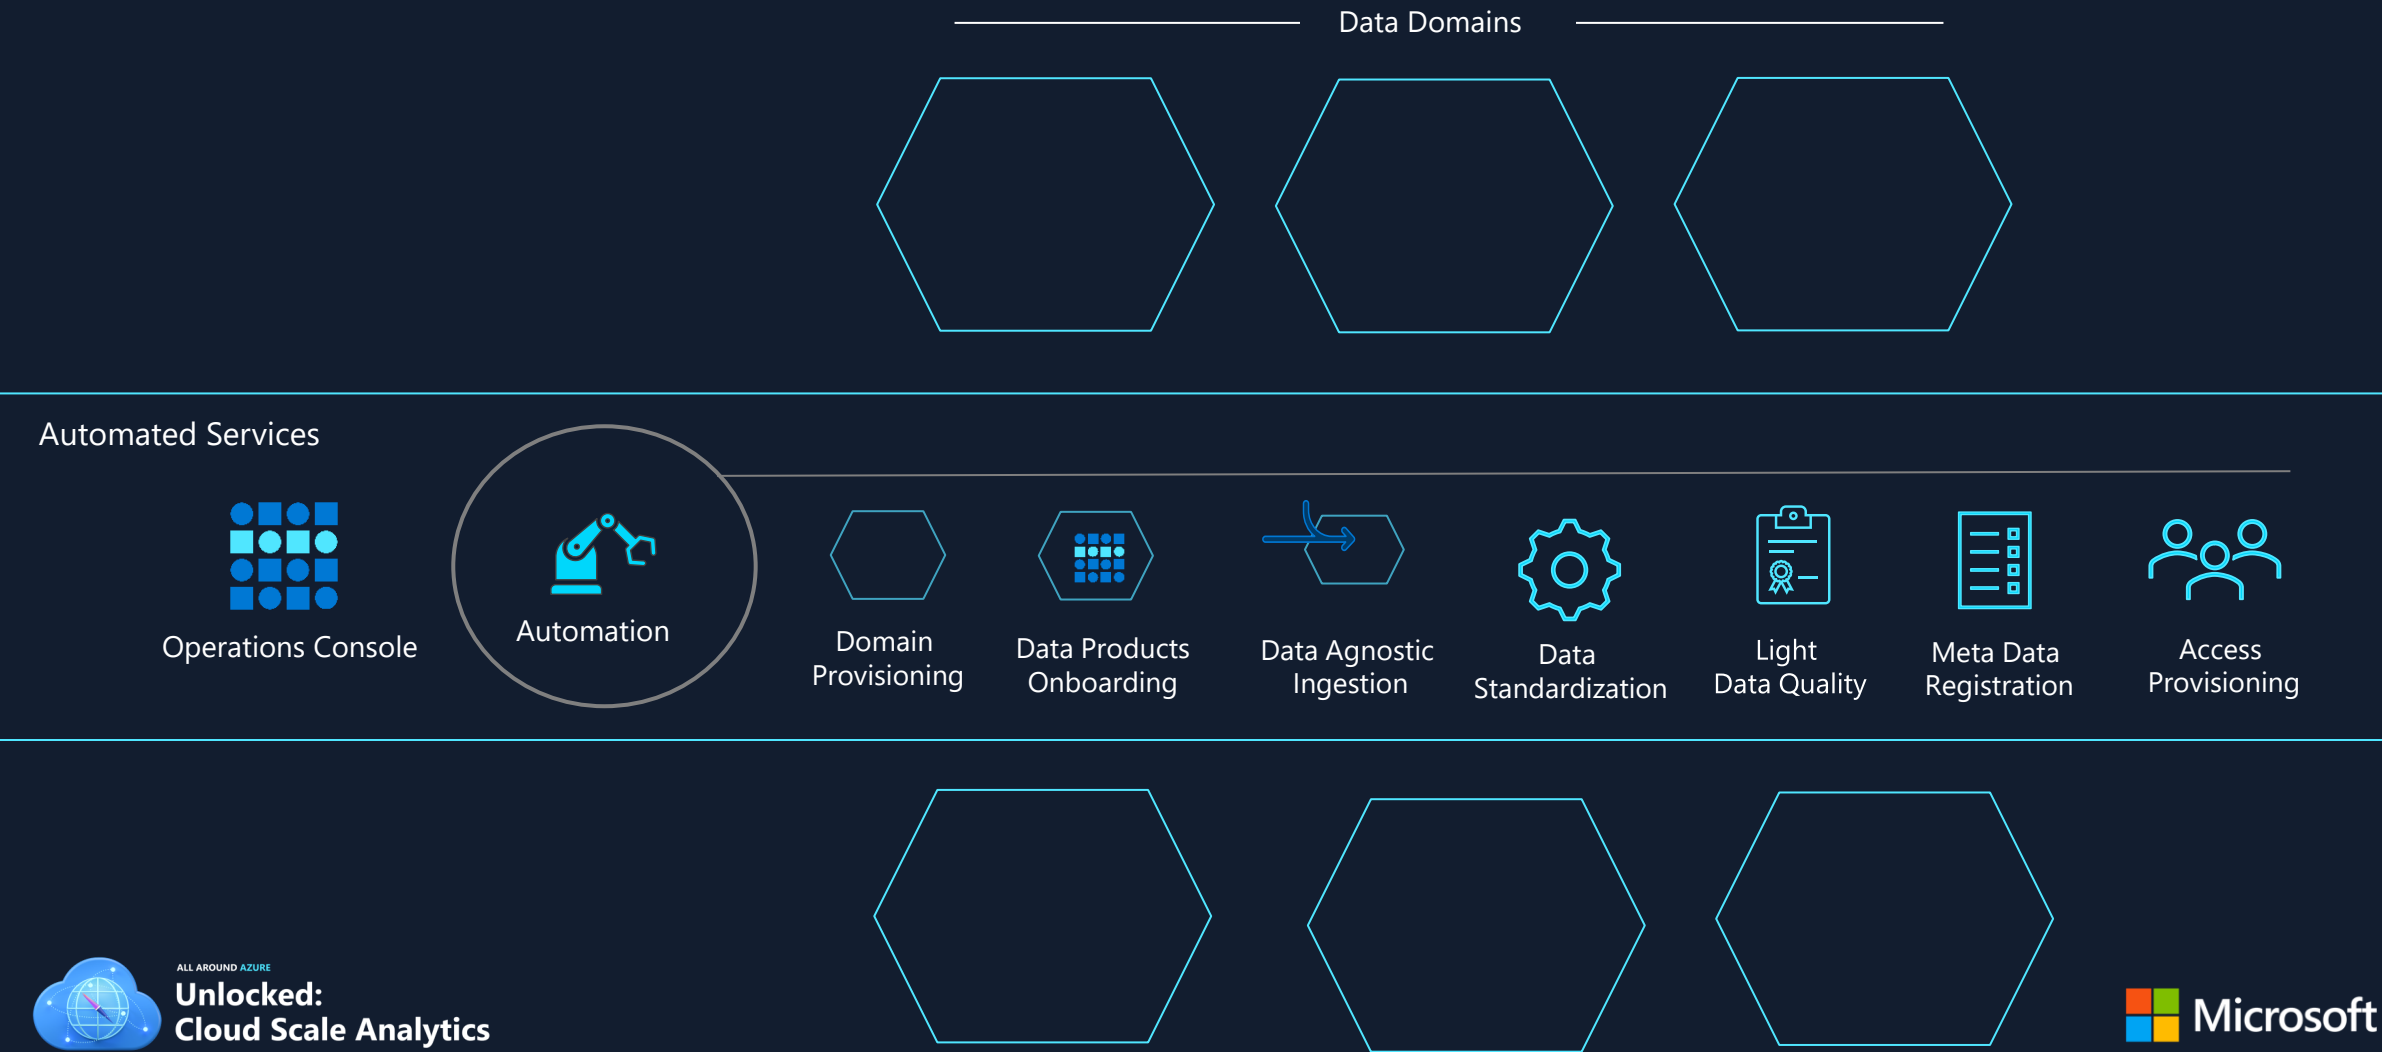 Data Domains
Automated Services
Operations Console
Automation
Domain
Provisioning
Data Products
Onboarding
Data Agnostic
Ingestion
Data
Standardization
Light
Data Quality
Meta Data
Registration
Access
Provisioning
ALL AROUND AZURE
Unlocked:
Cloud Scale Analytics
Microsoft